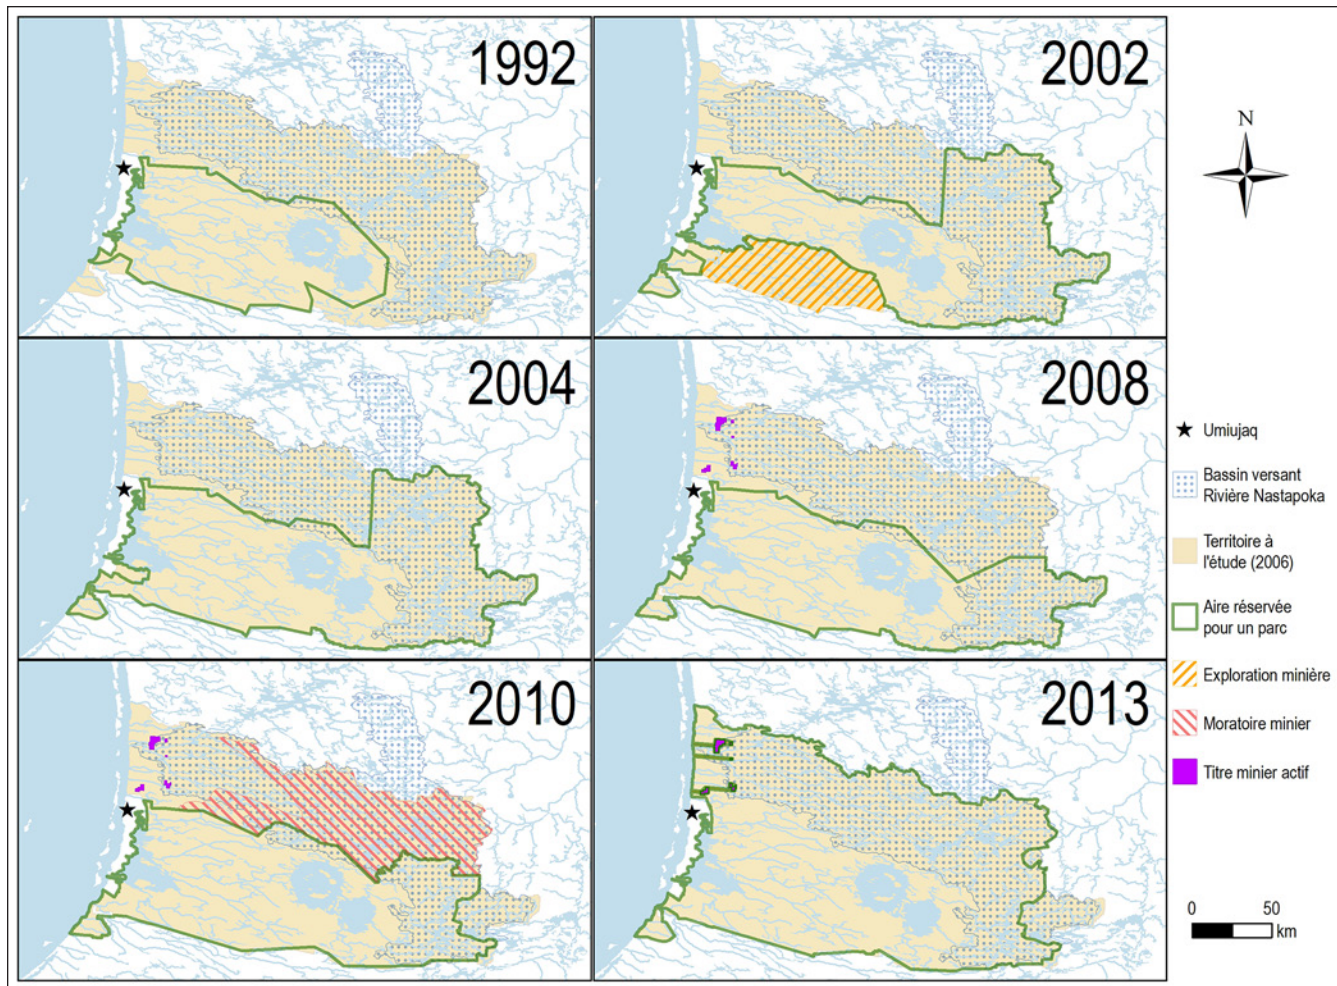 1992
2002
N
2004
2008
Umiujaq
Bassin versant
Rivière Nastapoka
Territoire à
l'étude (2006)
Aire réservée
pour un parc
Exploration minière
Moratoire minier
Titre minier actif
2010
2013
0 50
km